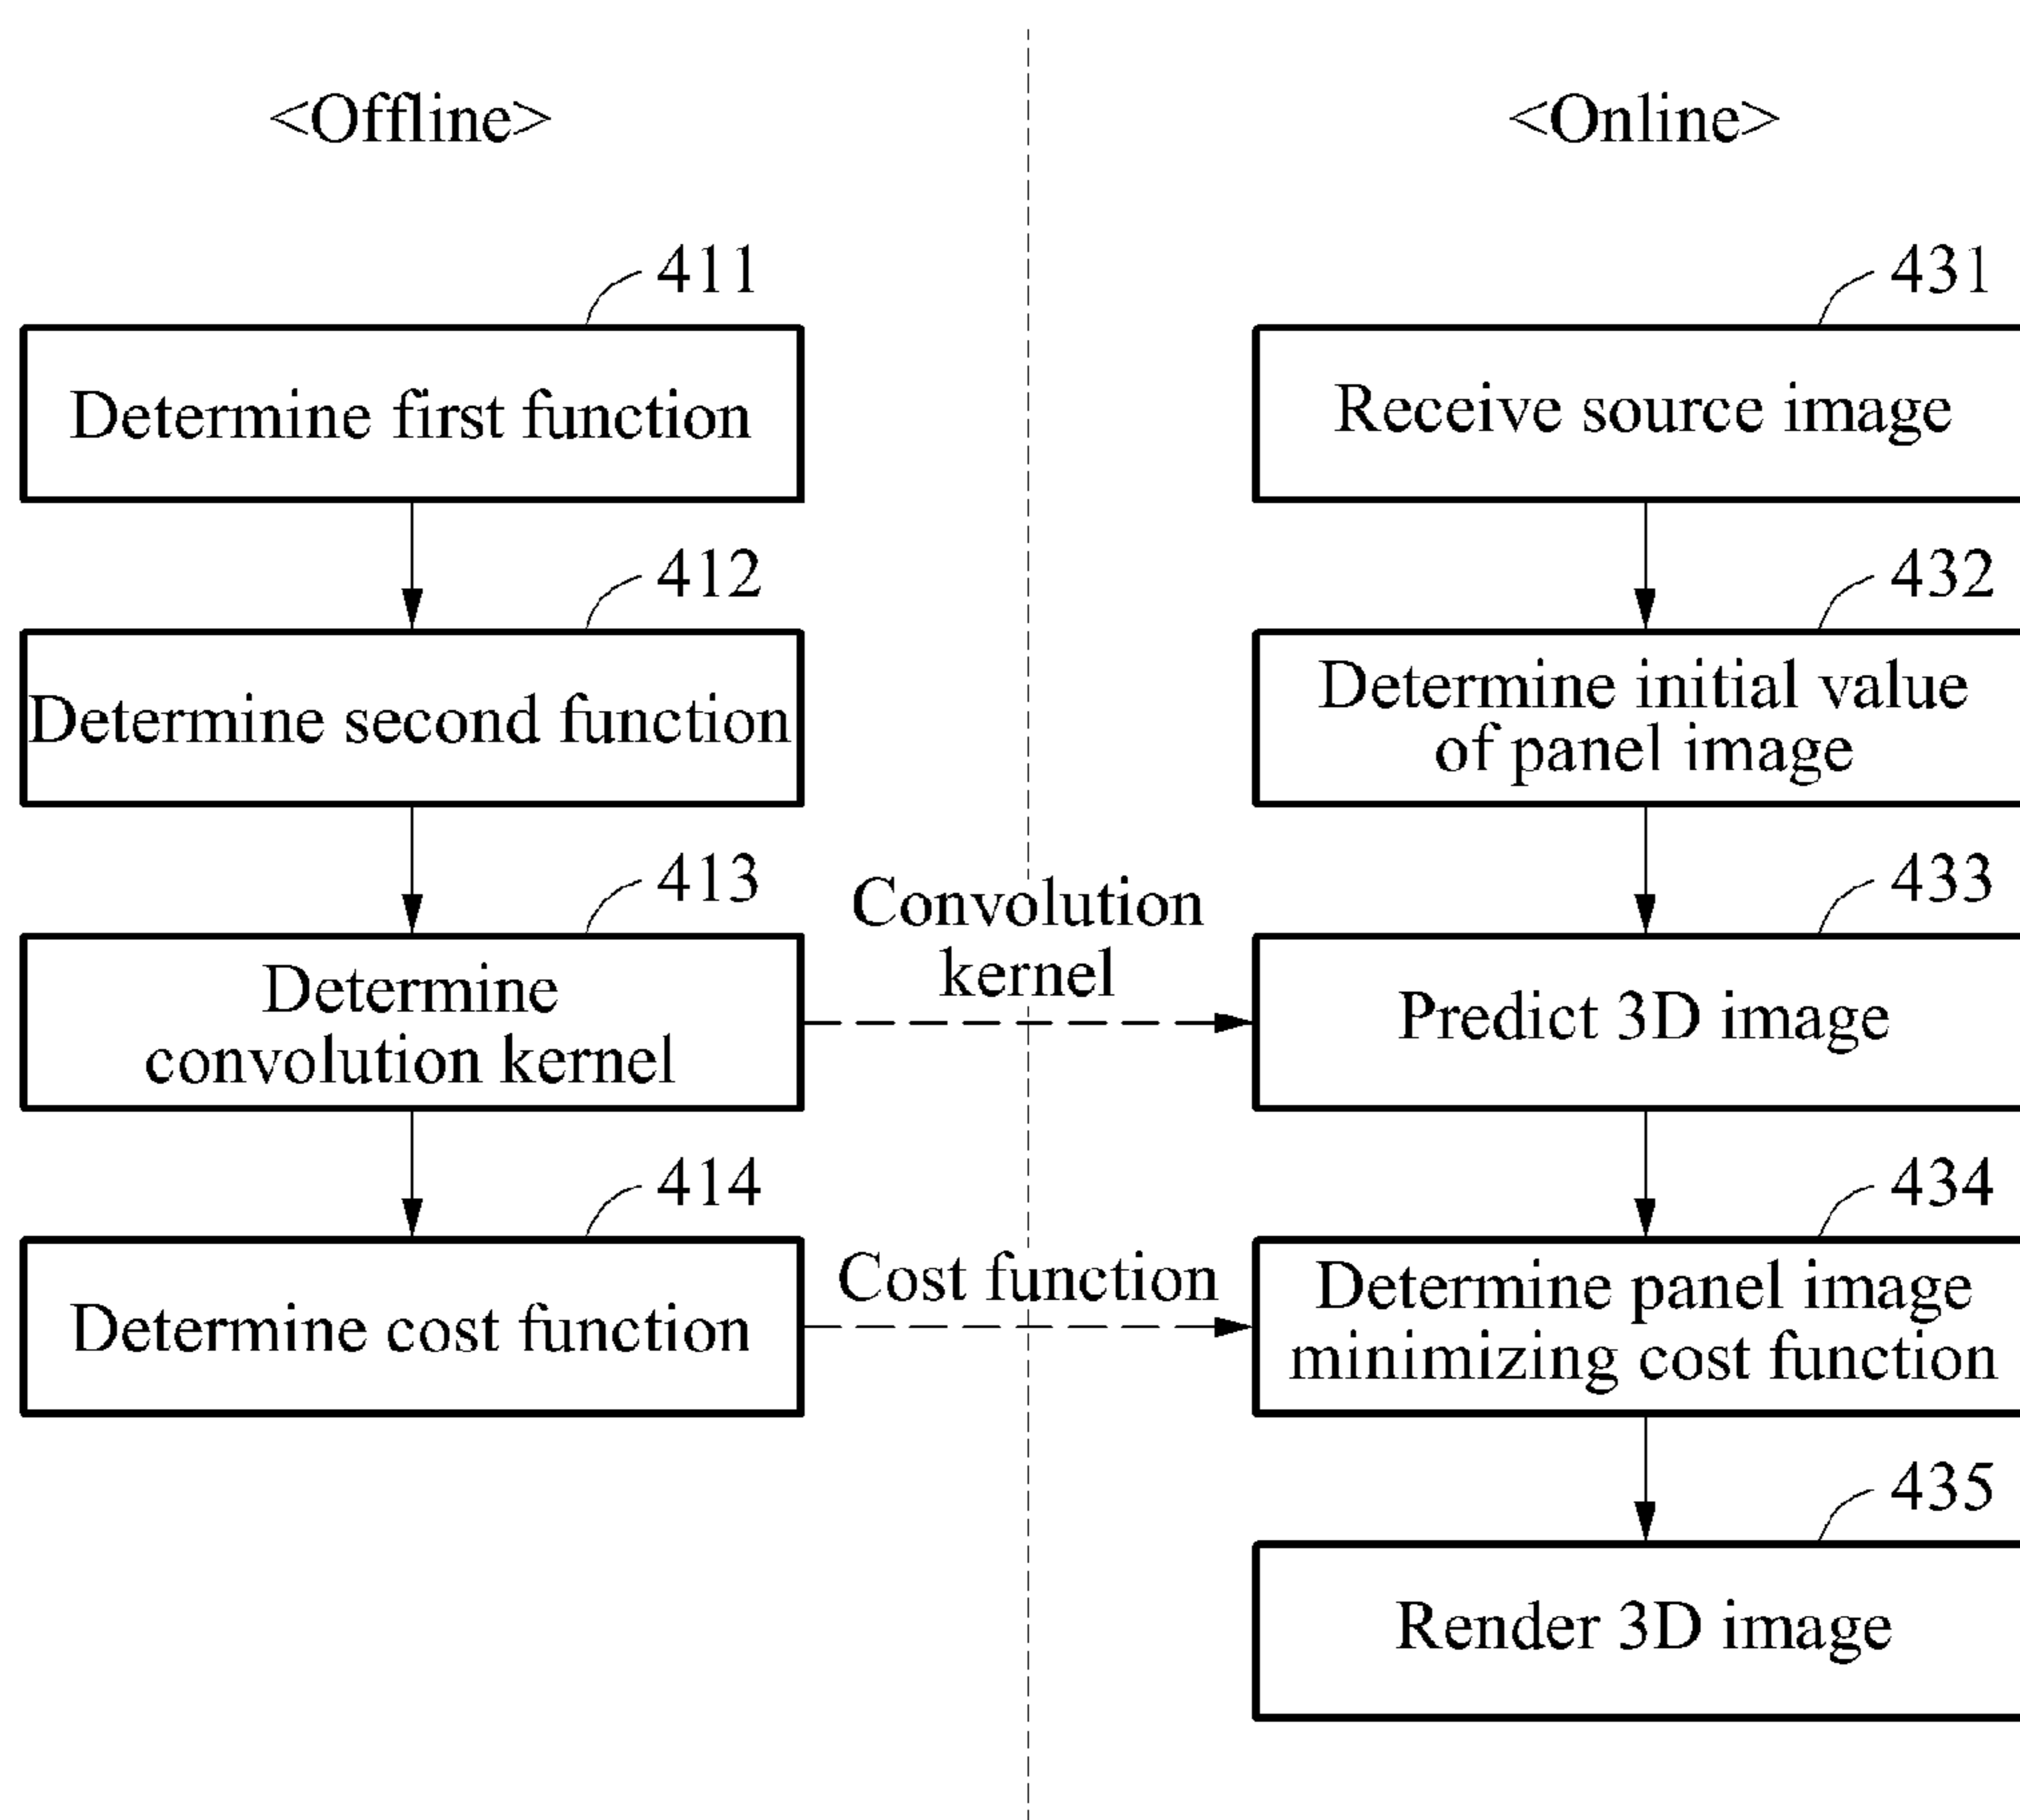 <Offline>
411
Determine first function
412
Determine second function
413
Determine
convolution kernel
414
Determine cost function
Convolution
kernel
Cost function
<Online>
431
Receive source image
432
Determine initial value
of panel image
433
Predict 3D image
434
Determine panel image
minimizing cost function
435
Render 3D image